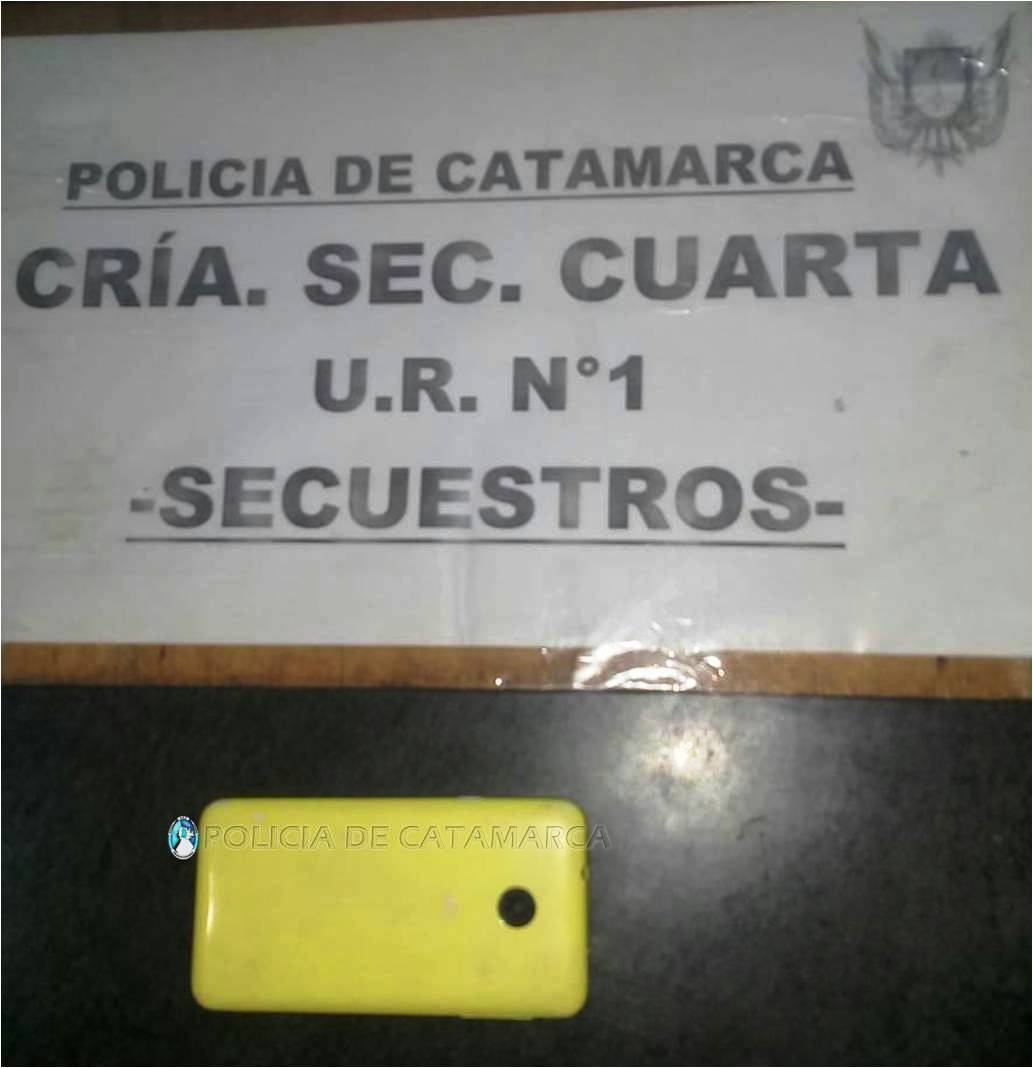 POLICIA DE CATAMARCA
CRÍA. SEC. CUARTA
U.R. N°1
-SECUESTROS-
POLICIA DE CATAMARCA